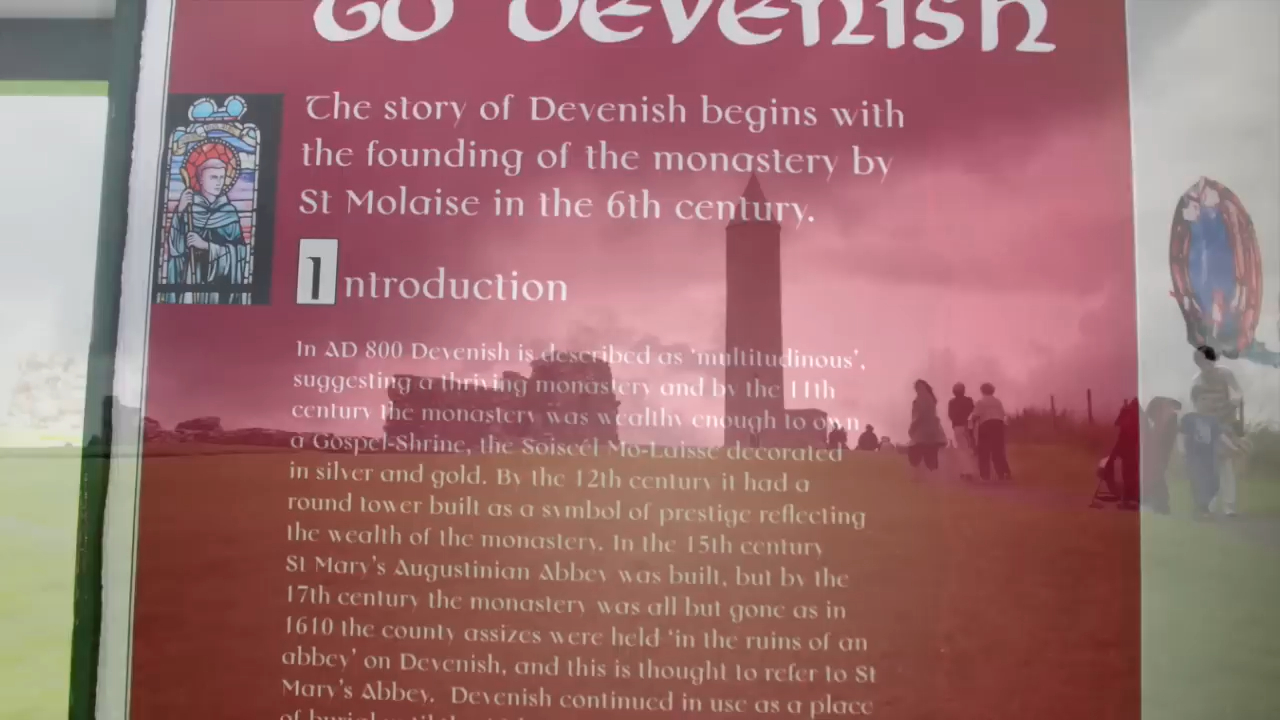 to Devenish
The story of Devenish begins with
the founding of the monastery by
St Molaise in the 6th century.
Introduction
In AD 800 Devenish is described as 'multitudinous',
suggesting a thriving monastery and by the 11th
century the monastery was wealthy enough to own
a Gospel-Shrine, the Soiscél Mo-Laisse decorated
in silver and gold. By the 12th century it had a
round tower built as a symbol of prestige reflecting
the wealth of the monastery. In the 15th century
St Mary's Augustinian Abbey was built, but by the
17th century the monastery was all but gone as in
1610 the county assizes were held 'in the ruins of an
abbey' on Devenish, and this is thought to refer to St
Mary's Abbey. Devenish continued in use as a place
of burial